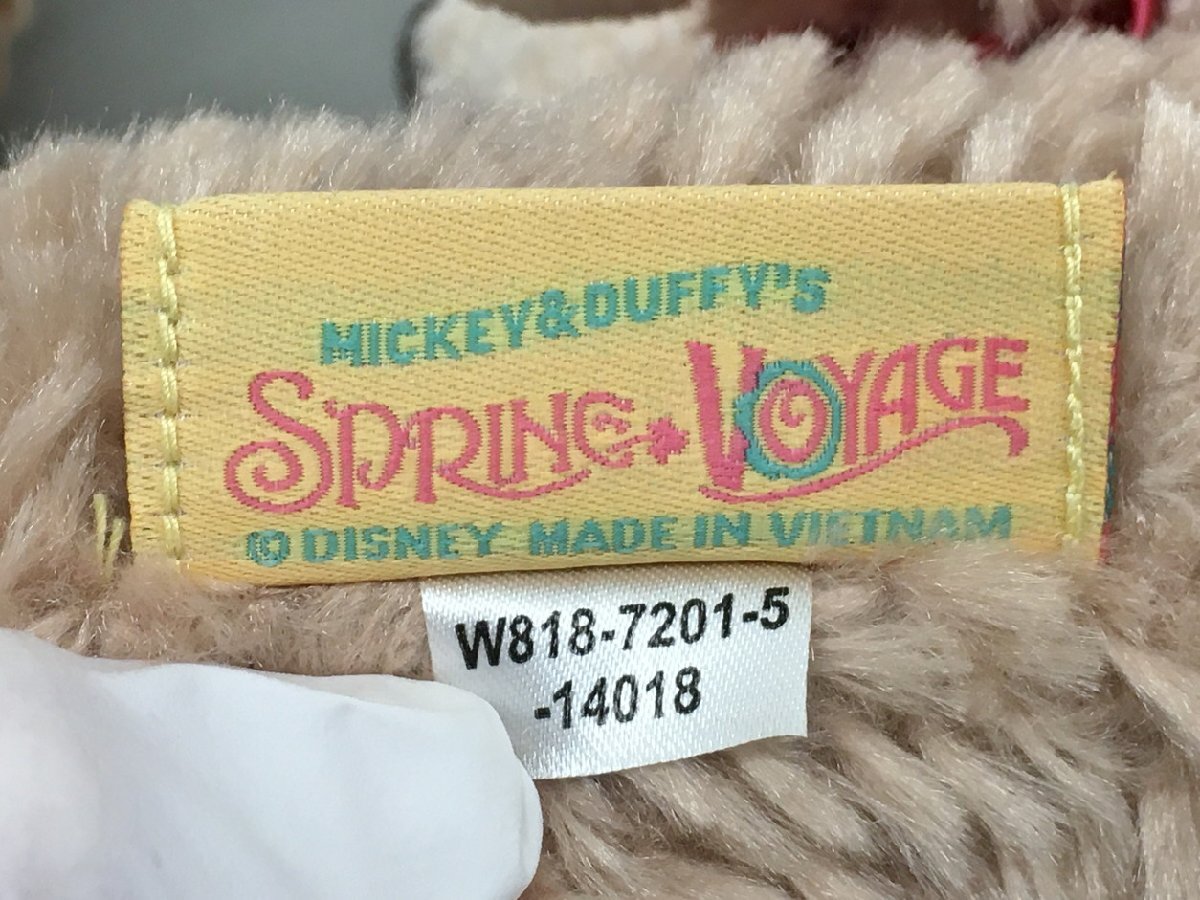 MICKEY&DUFFY'S
SPRING VOYAGE
© DISNEY MADE IN VIETNAM
W818-7201-5
-14018